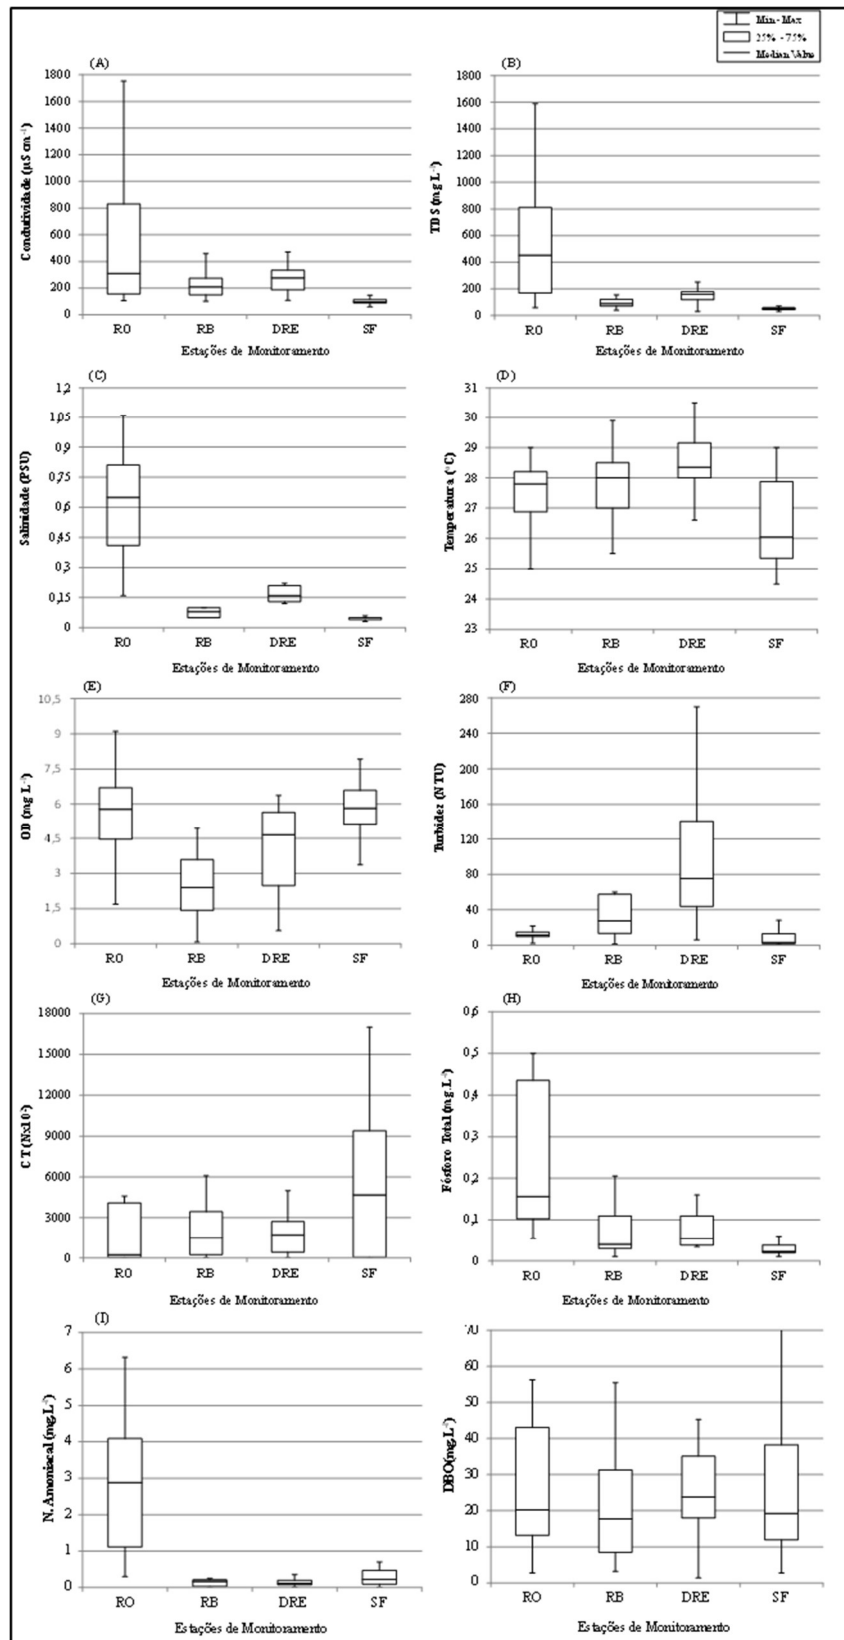 Min - Max
25% - 75%
Median Value
(A)
Condutividade (µS cm⁻¹)
1800
1600
1400
1200
1000
800
600
400
200
0
RO RB DRE SF
Estações de Monitoramento
(B)
TDS (mg L⁻¹)
1800
1600
1400
1200
1000
800
600
400
200
0
RO RB DRE SF
Estações de Monitoramento
(C)
Salinidade (PSU)
1,2
1,05
0,9
0,75
0,6
0,45
0,3
0,15
0
RO RB DRE SF
Estações de Monitoramento
(D)
Temperatura (°C)
31
30
29
28
27
26
25
24
23
RO RB DRE SF
Estações de Monitoramento
(E)
OD (mg L⁻¹)
10,5
9
7,5
6
4,5
3
1,5
0
RO RB DRE SF
Estações de Monitoramento
(F)
Turbidez (NTU)
280
240
200
160
120
80
40
0
RO RB DRE SF
Estações de Monitoramento
(G)
CT (Nx10²)
18000
15000
12000
9000
6000
3000
0
RO RB DRE SF
Estações de Monitoramento
(H)
Fósforo Total (mg.L⁻¹)
0,6
0,5
0,4
0,3
0,2
0,1
0
RO RB DRE SF
Estações de Monitoramento
(I)
N. Amoniacal (mg.L⁻¹)
7
6
5
4
3
2
1
0
RO RB DRE SF
Estações de Monitoramento
DBO(mg.L⁻¹)
70
60
50
40
30
20
10
0
RO RB DRE SF
Estações de Monitoramento